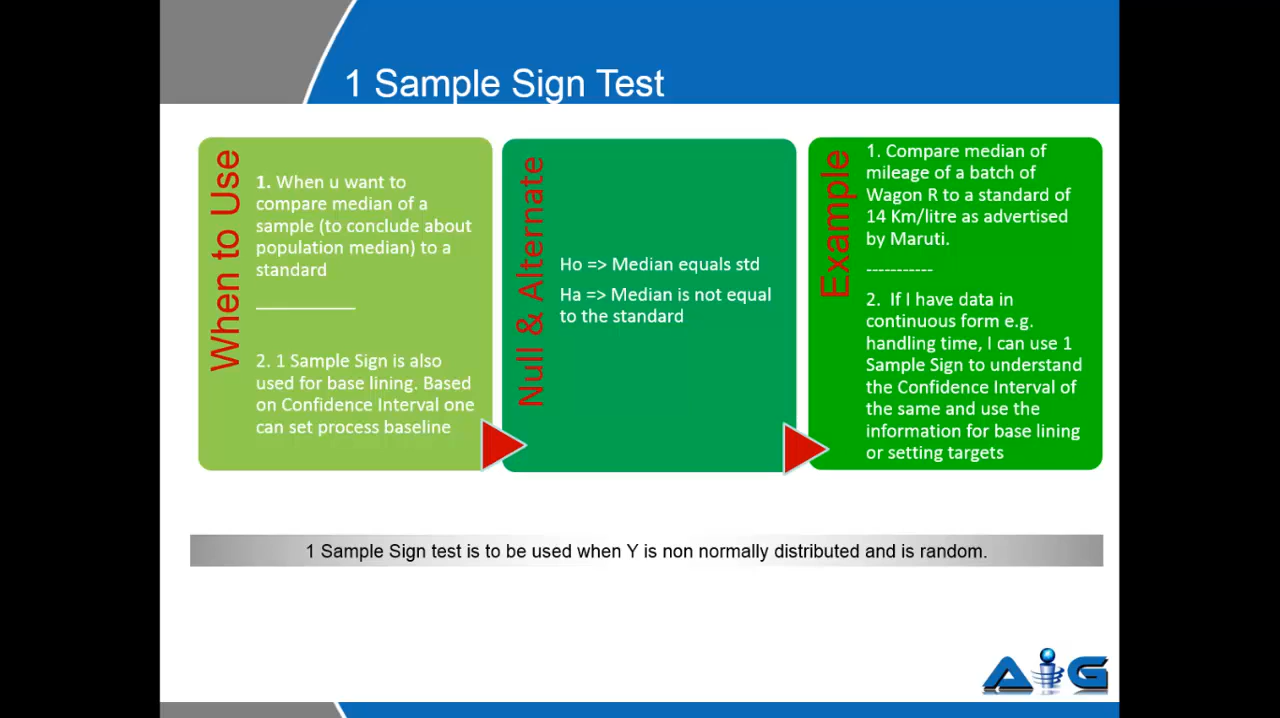 1 Sample Sign Test
When to Use
1. When u want to
compare median of a
sample (to conclude about
population median) to a
standard
___________
2. 1 Sample Sign is also
used for base lining. Based
on Confidence Interval one
can set process baseline
Null & Alternate
Ho => Median equals std
Ha => Median is not equal
to the standard
Example
1. Compare median of
mileage of a batch of
Wagon R to a standard of
14 Km/litre as advertised
by Maruti.
-----------
2. If I have data in
continuous form e.g.
handling time, I can use 1
Sample Sign to understand
the Confidence Interval of
the same and use the
information for base lining
or setting targets
1 Sample Sign test is to be used when Y is non normally distributed and is random.
AiG